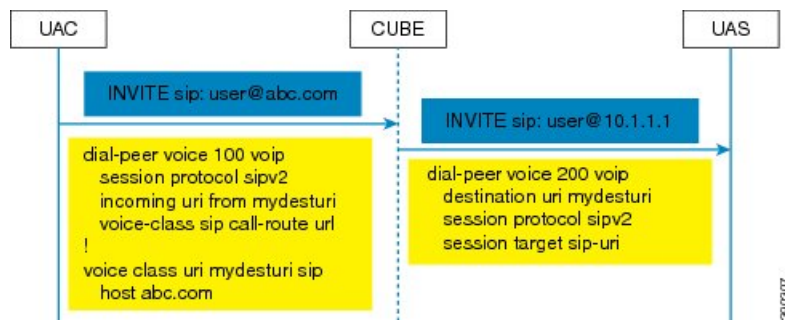 UAC
CUBE
UAS
INVITE sip: user@abc.com
INVITE sip: user@10.1.1.1
dial-peer voice 100 voip
session protocol sipv2
incoming uri from mydesturi
voice-class sip call-route url
!
voice class uri mydesturi sip
host abc.com
dial-peer voice 200 voip
destination uri mydesturi
session protocol sipv2
session target sip-uri